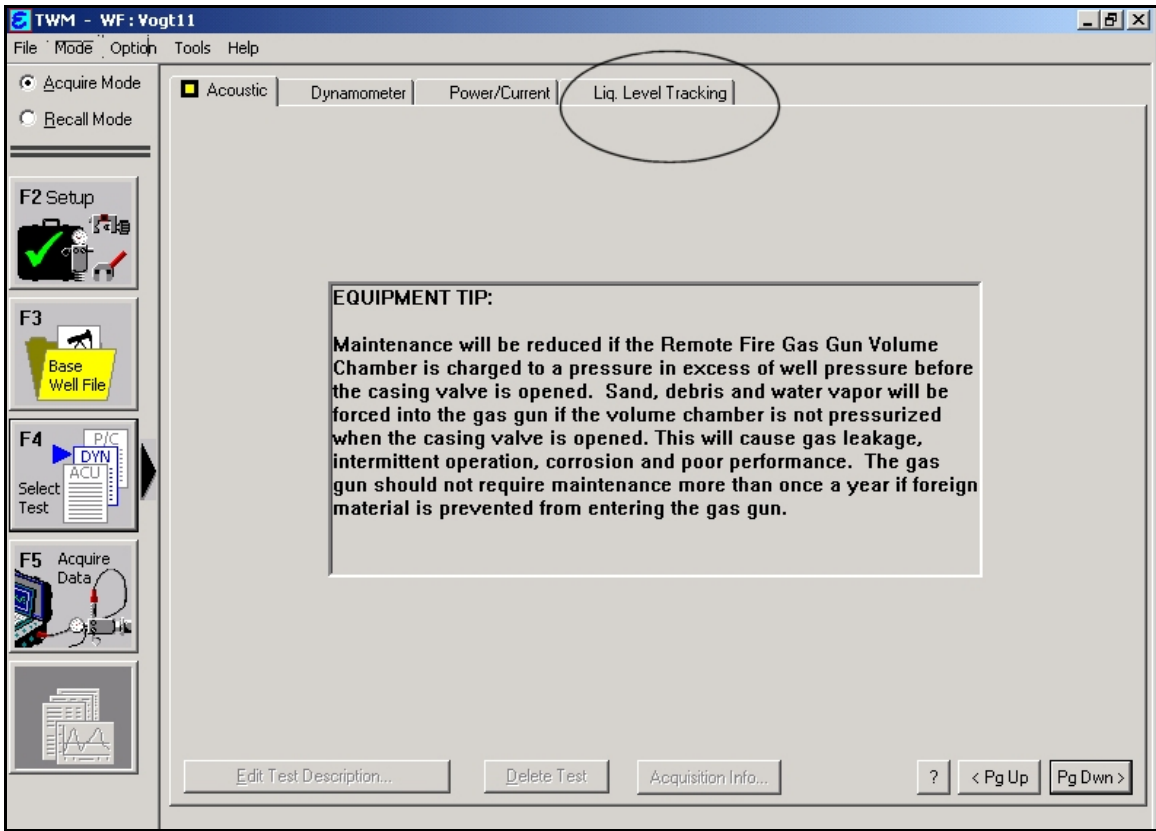 TWM - WF: Vogt11
File Mode Option Tools Help
Acquire Mode
Recall Mode
F2 Setup
F3
Base
Well File
F4
P/C
DYN
ACU
Select
Test
F5 Acquire
Data
Acoustic
Dynamometer
Power/Current
Liq. Level Tracking
EQUIPMENT TIP:
Maintenance will be reduced if the Remote Fire Gas Gun Volume
Chamber is charged to a pressure in excess of well pressure before
the casing valve is opened. Sand, debris and water vapor will be
forced into the gas gun if the volume chamber is not pressurized
when the casing valve is opened. This will cause gas leakage,
intermittent operation, corrosion and poor performance. The gas
gun should not require maintenance more than once a year if foreign
material is prevented from entering the gas gun.
Edit Test Description...
Delete Test
Acquisition Info...
?
< Pg Up
Pg Dwn >